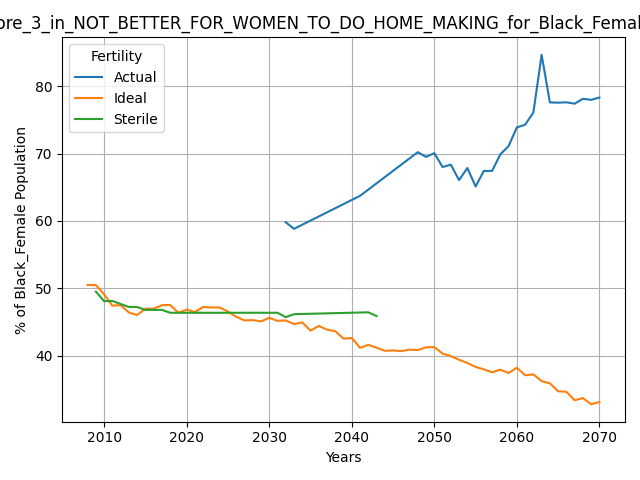 ore_3_in_NOT_BETTER_FOR_WOMEN_TO_DO_HOME_MAKING_for_Black_Femal
Fertility
Actual
Ideal
Sterile
% of Black_Female Population
80
70
60
50
40
2010 2020 2030 2040 2050 2060 2070
Years